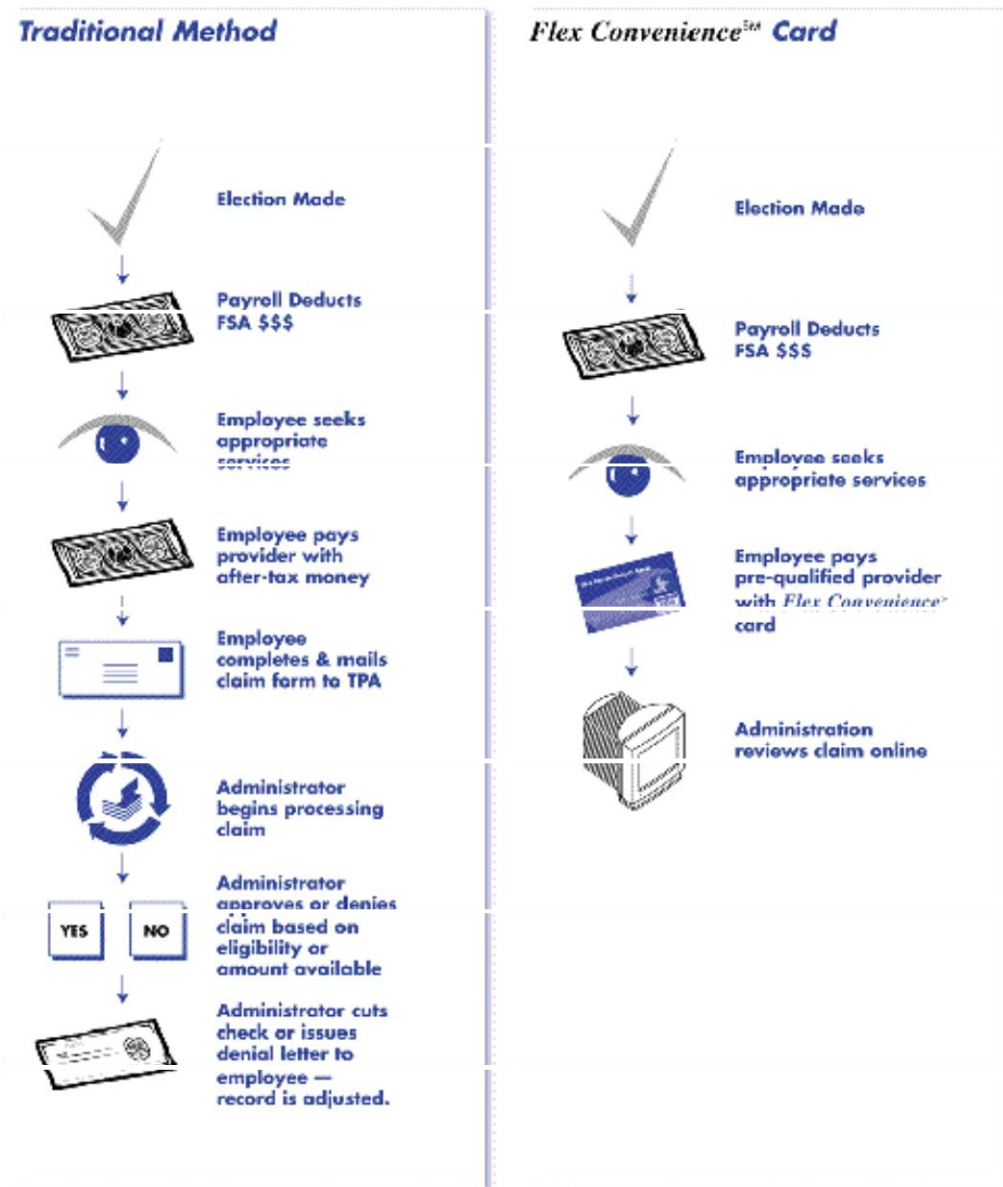 Traditional Method
Election Made
Payroll Deducts
FSA $$$
Employee seeks
appropriate
services
Employee pays
provider with
after-tax money
Employee
completes & mails
claim form to TPA
Administrator
begins processing
claim
YES
NO
Administrator
approves or denies
claim based on
eligibility or
amount available
Administrator cuts
check or issues
denial letter to
employee —
record is adjusted.
Flex Convenience℠ Card
Election Made
Payroll Deducts
FSA $$$
Employee seeks
appropriate services
Employee pays
pre-qualified provider
with Flex Convenience℠
card
Administration
reviews claim online